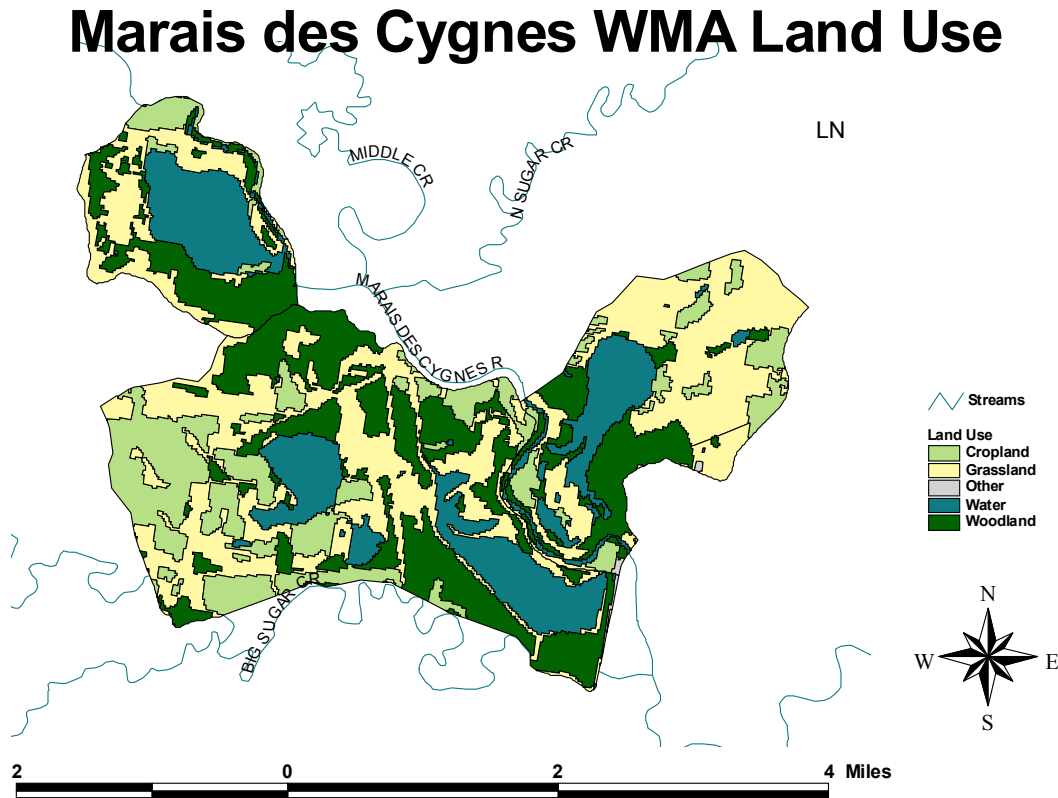 Marais des Cygnes WMA Land Use
LN
MIDDLE CR
N SUGAR CR
MARAIS DES CYGNES R
BIG SUGAR CR
Streams
Land Use
Cropland
Grassland
Other
Water
Woodland
N
W E
S
2 0 2 4 Miles